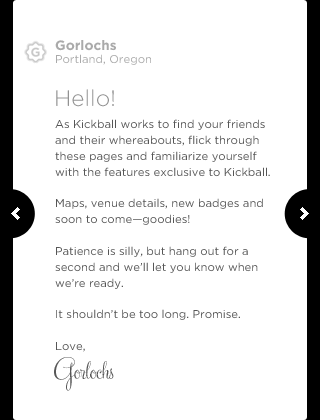 G
Gorlochs
Portland, Oregon
Hello!
As Kickball works to find your friends
and their whereabouts, flick through
these pages and familiarize yourself
with the features exclusive to Kickball.
Maps, venue details, new badges and
soon to come—goodies!
Patience is silly, but hang out for a
second and we'll let you know when
we're ready.
It shouldn't be too long. Promise.
Love,
Gorlochs